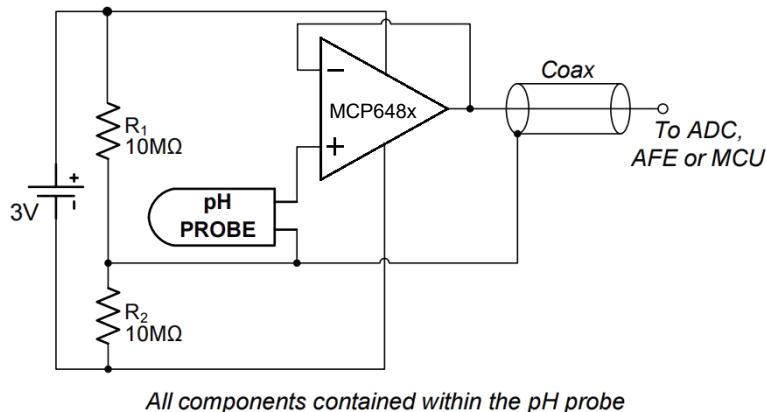 Coax
MCP648x
R1
10MΩ
To ADC,
AFE or MCU
+
-
3V
pH
PROBE
R2
10MΩ
All components contained within the pH probe